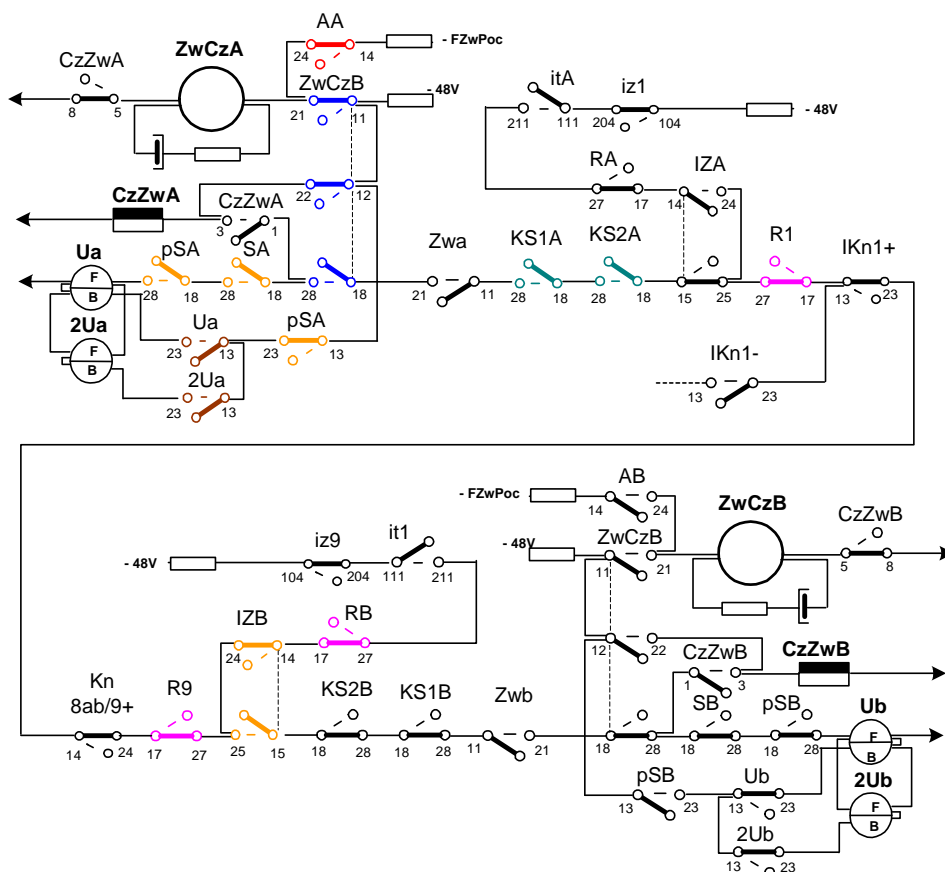 AA
24 14 - FZwPoc
CzZwA
ZwCzA
8 5
ZwCzB
21 11 - 48V
22 12
CzZwA
CzZwA
3 1
itA
211 111
iz1
204 104
- 48V
RA
27 17
IZA
14 24
Ua
F
B
pSA
28 18
SA
28 18
28 18
Zwa
21 11
KS1A
28 18
KS2A
28 18
15 25
R1
27 17
IKn1+
13 23
2Ua
F
B
Ua
23 13
pSA
23 13
2Ua
23 13
IKn1-
13 23
- FZwPoc
AB
14 24
ZwCzB
CzZwB
5 8
- 48V
iz9
104 204
it1
111 211
- 48V
ZwCzB
11 21
IZB
24 14
RB
17 27
12 22
CzZwB
1 3
CzZwB
Kn
8ab/9+
14 24
R9
17 27
25 15
KS2B
18 28
KS1B
18 28
Zwb
11 21
18 28
SB
18 28
pSB
18 28
Ub
F
B
pSB
13 23
Ub
13 23
2Ub
F
B
2Ub
13 23